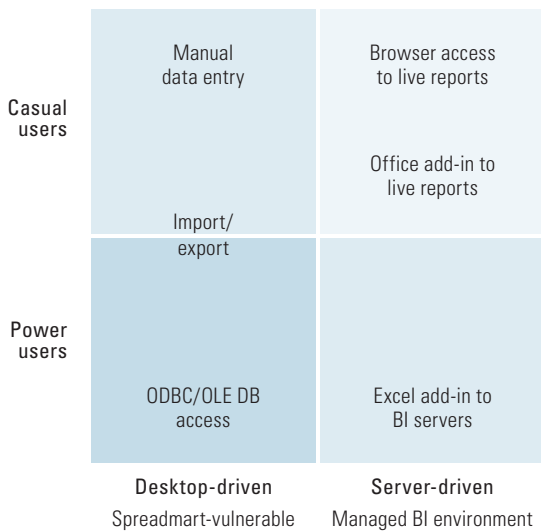 Manual
data entry
Browser access
to live reports
Casual
users
Office add-in to
live reports
Import/
export
Power
users
ODBC/OLE DB
access
Excel add-in to
BI servers
Desktop-driven
Server-driven
Spreadmart-vulnerable
Managed BI environment